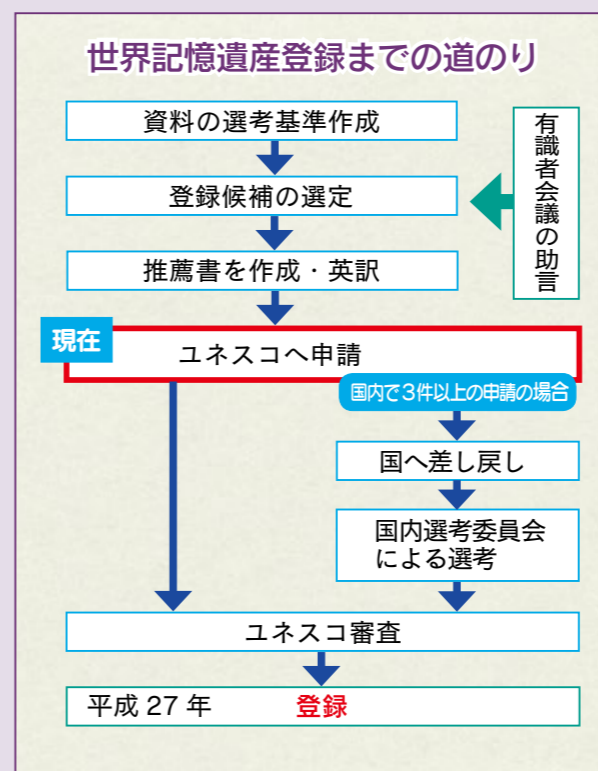 世界記憶遺産登録までの道のり
資料の選考基準作成
有識者会議の助言
登録候補の選定
推薦書を作成・英訳
現在
ユネスコへ申請
国内で3件以上の申請の場合
国へ差し戻し
国内選考委員会
による選考
ユネスコ審査
平成27年 登録